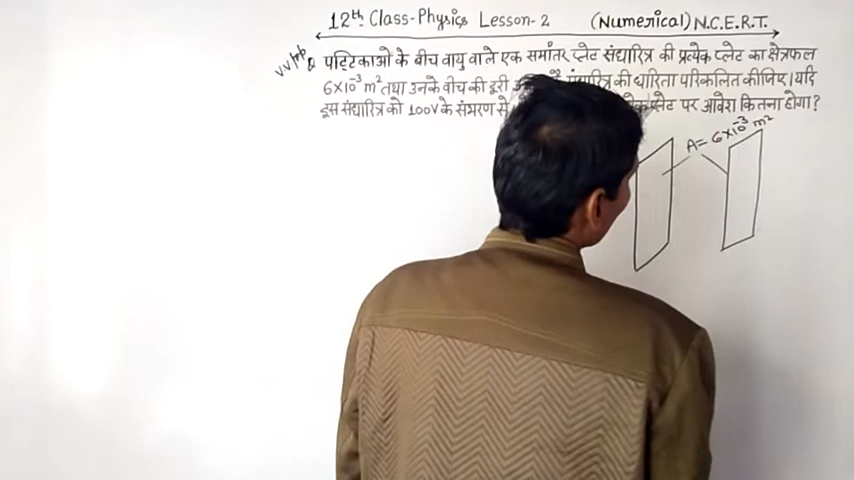 12th Class-Physics Lesson-2 (Numerical) N.C.E.R.T.
VVImp Q पट्टिकाओं के बीच वायु वाले एक समांतर प्लेट संधारित्र की प्रत्येक प्लेट का क्षेत्रफल
6×10⁻³ m² तथा उनके बीच की दूरी संधारित्र की धारिता परिकलित कीजिए। यदि
इस संधारित्र को 100V के संभरण से प्लेट पर आवेश कितना होगा?
A = 6×10⁻³ m²